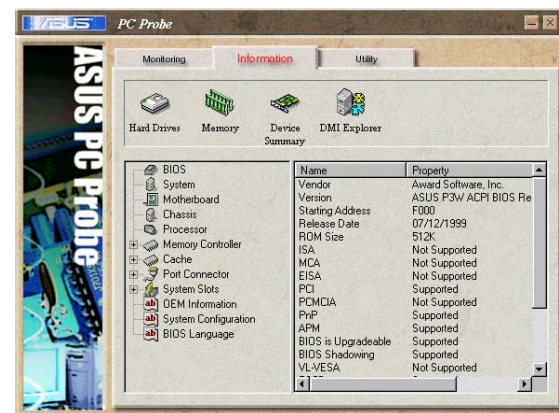 ASUS PC Probe
Monitoring Information Utility
ASUS PC Probe
Hard Drives Memory Device Summary DMI Explorer
BIOS
System
Motherboard
Chassis
Processor
Memory Controller
Cache
Port Connector
System Slots
OEM Information
System Configuration
BIOS Language
Name Property
Vendor Award Software, Inc.
Version ASUS P3W ACPI BIOS Re
Starting Address F000
Release Date 07/12/1999
ROM Size 512K
ISA Not Supported
MCA Not Supported
EISA Not Supported
PCI Supported
PCMCIA Not Supported
PnP Supported
APM Supported
BIOS is Upgradeable Supported
BIOS Shadowing Supported
VL-VESA Not Supported